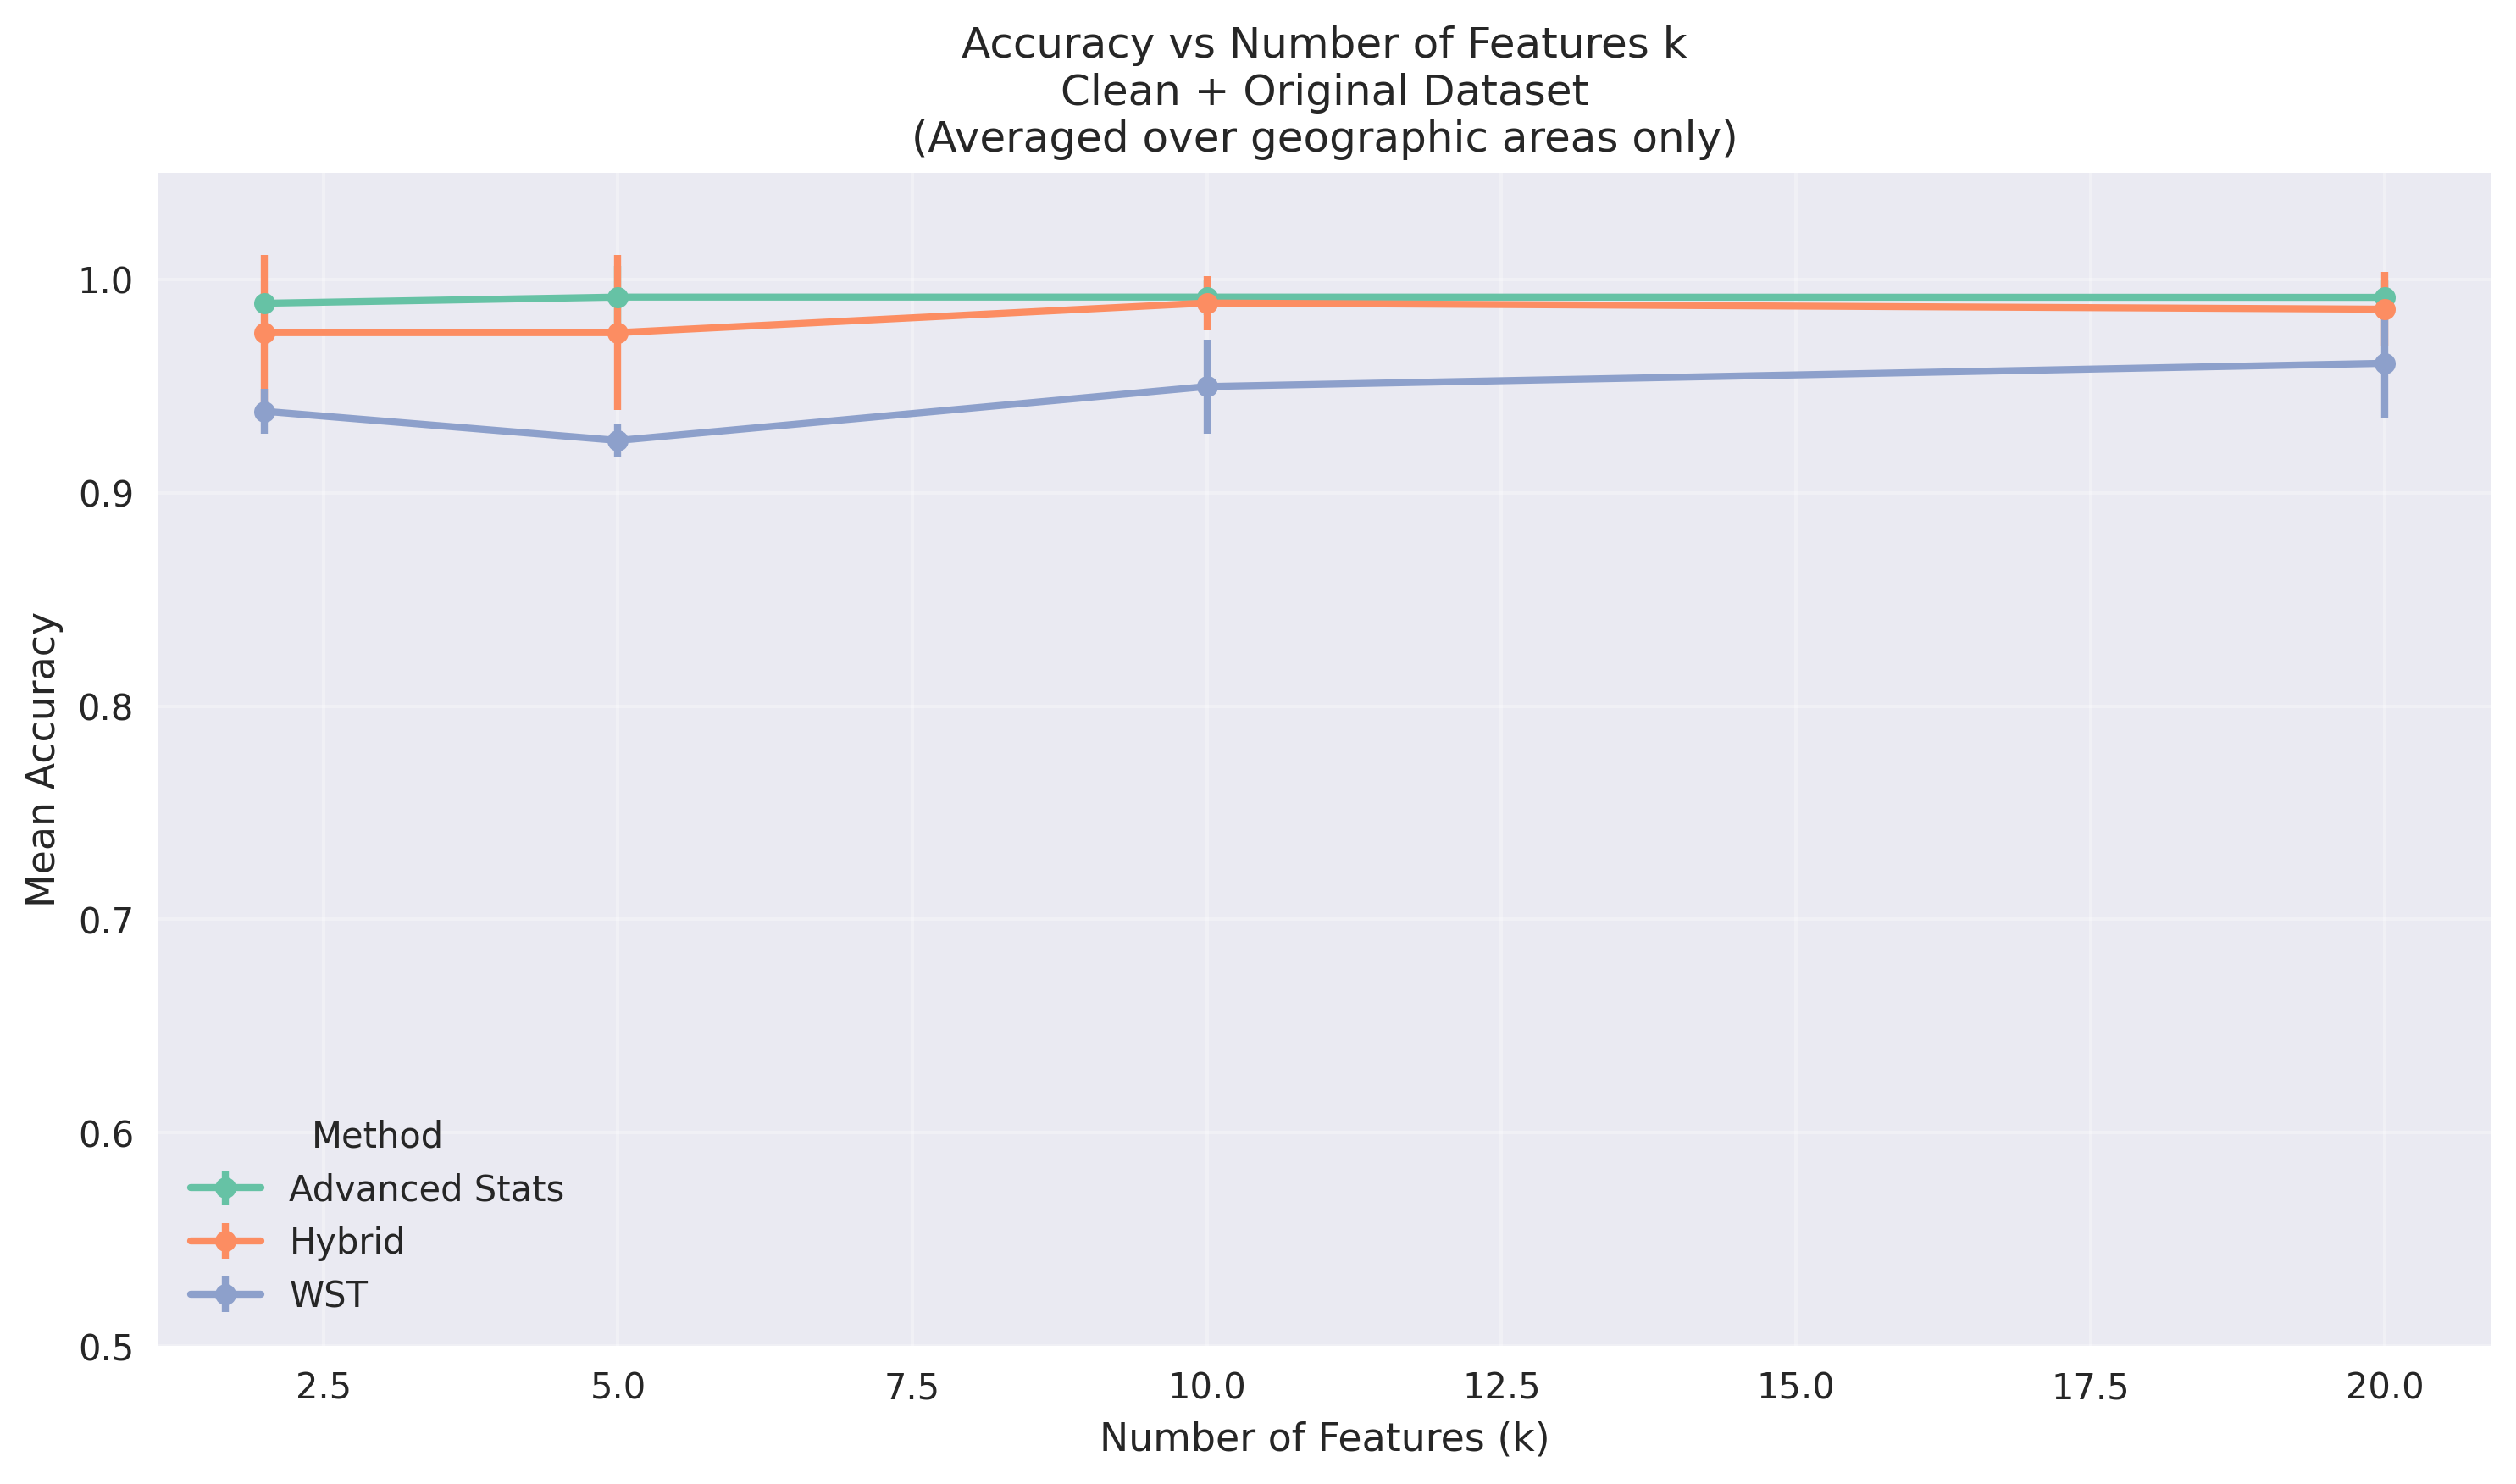 Accuracy vs Number of Features k
Clean + Original Dataset
(Averaged over geographic areas only)
Mean Accuracy
1.0
0.9
0.8
0.7
0.6
0.5
Method
Advanced Stats
Hybrid
WST
2.5 5.0 7.5 10.0 12.5 15.0 17.5 20.0
Number of Features (k)